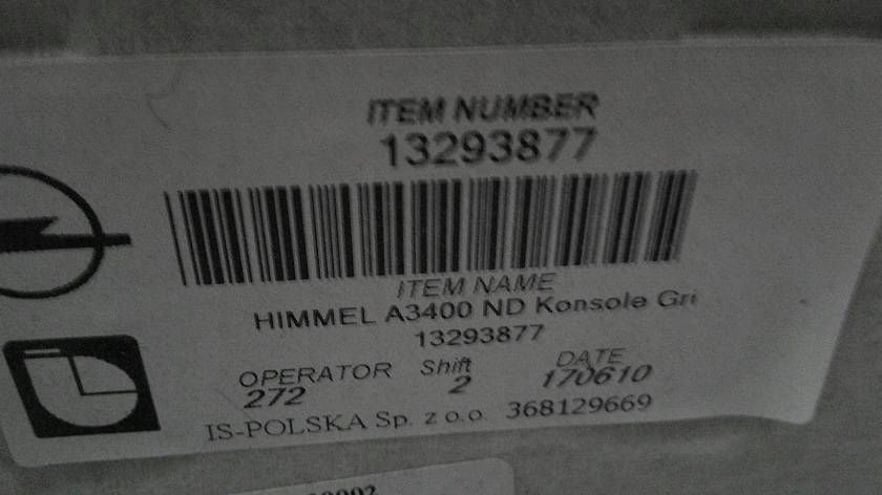 ITEM NUMBER
13293877
ITEM NAME
HIMMEL A3400 ND Konsole Gri
13293877
OPERATOR Shift DATE
272 2 170610
IS-POLSKA Sp. z o.o. 368129669